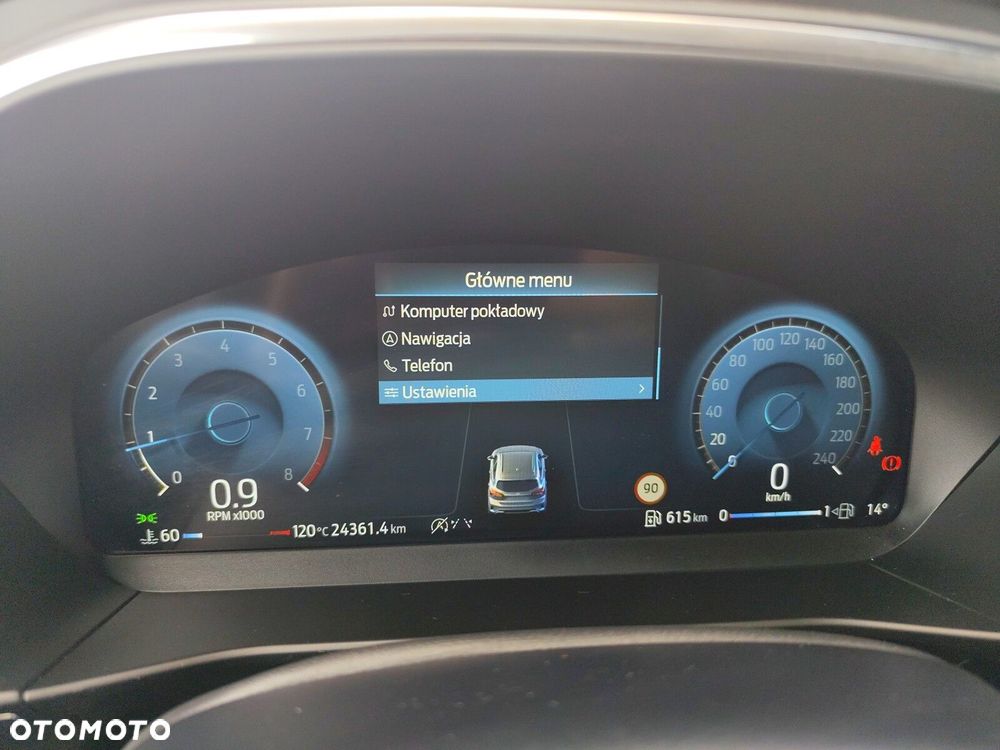 Główne menu
Komputer pokładowy
Nawigacja
Telefon
Ustawienia
0 1 2 3 4 5 6 7 8
0.9
RPM x1000
0 20 40 60 80 100 120 140 160 180 200 220 240
0
km/h
90
60 120°C 24361.4 km
615 km 0 1 14°
OTOMOTO